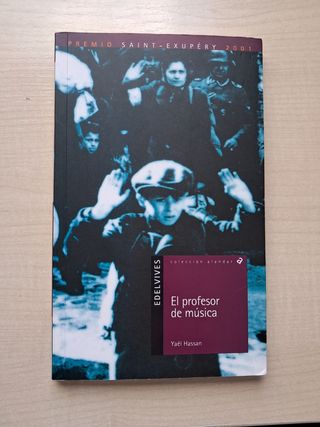 PREMIO SAINT-EXUPÉRY 2001
EDELVIVES
colección alandar a
El profesor
de música
Yaël Hassan